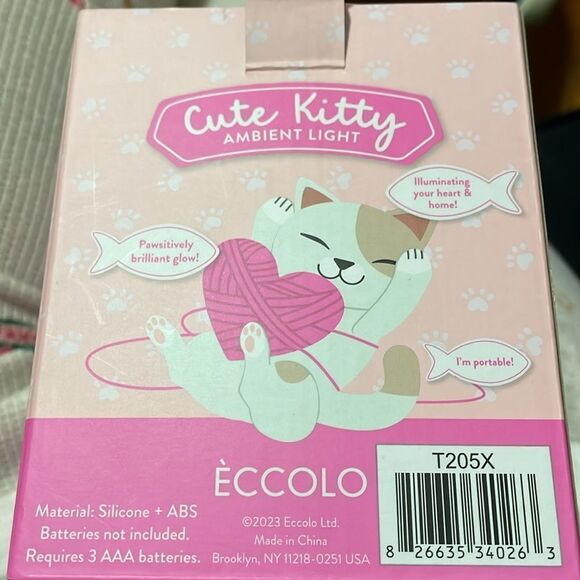 Cute Kitty
AMBIENT LIGHT
Illuminating
your heart &
home!
Pawsitively
brilliant glow!
I'm portable!
ÈCCOLO
T205X
Material: Silicone + ABS
Batteries not included.
Requires 3 AAA batteries.
©2023 Eccolo Ltd.
Made in China
Brooklyn, NY 11218-0251 USA
8 26635 34026 3